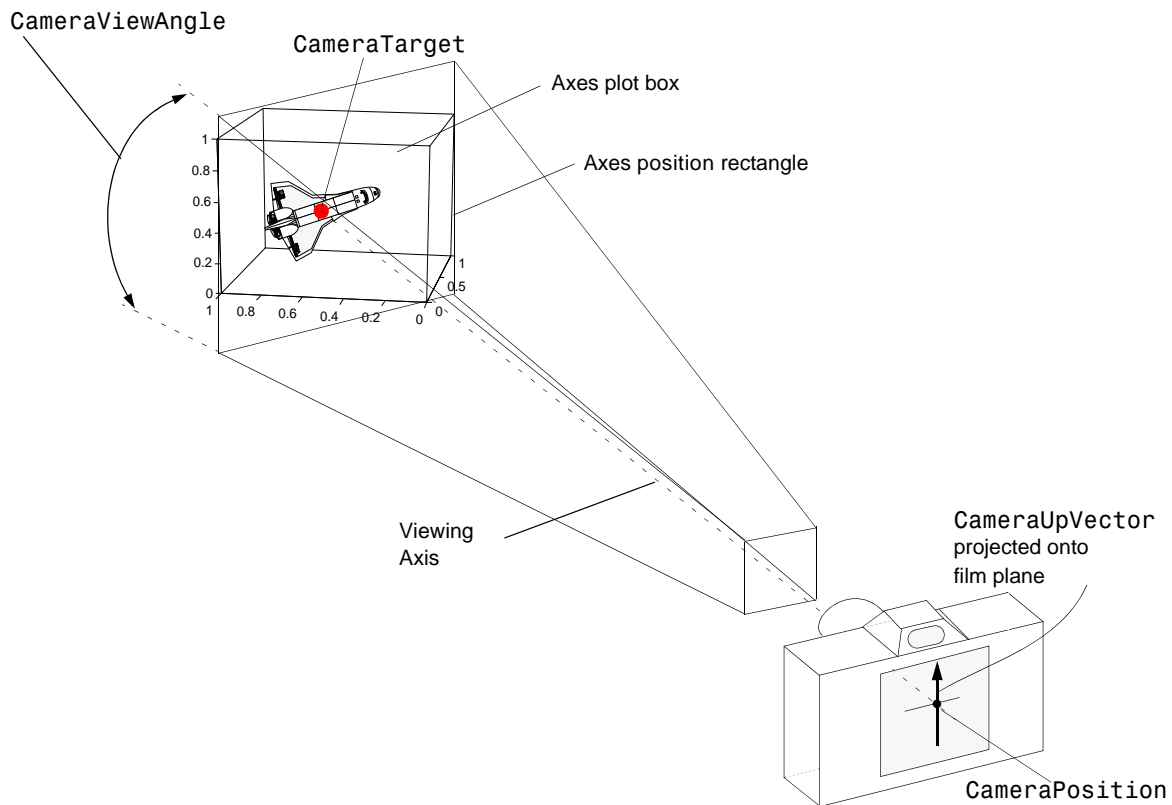 CameraViewAngle
CameraTarget
Axes plot box
Axes position rectangle
1
0.8
0.6
0.4
0.2
0
1
0.8
0.6
0.4
0.2
0
0
0.5
1
Viewing
Axis
CameraUpVector
projected onto
film plane
CameraPosition